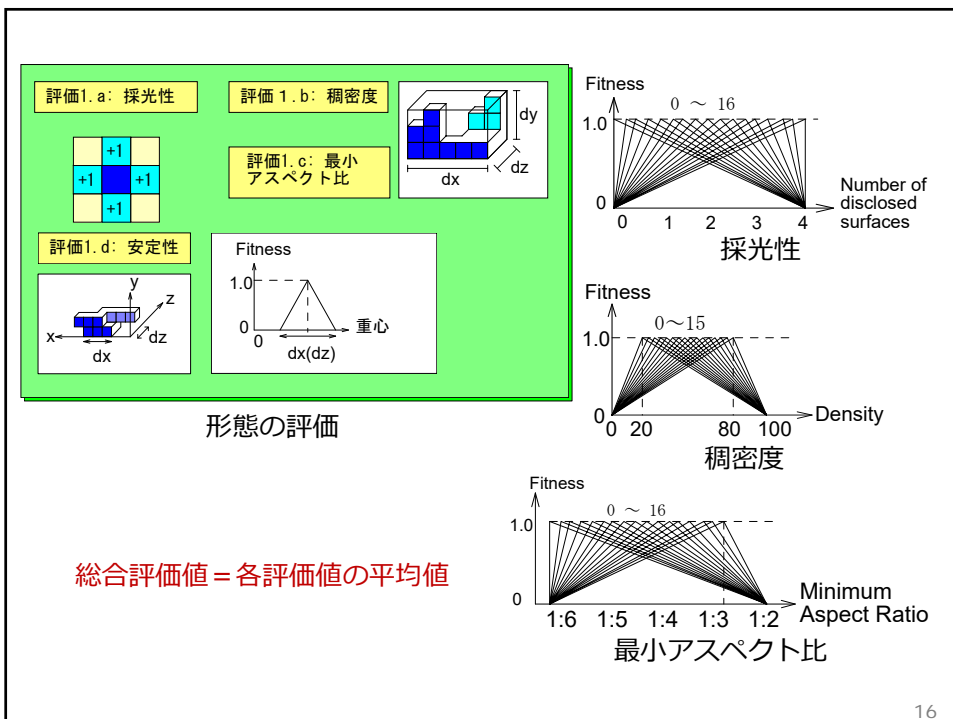 評価1.a: 採光性
評価１.b: 稠密度
dy
dz
dx
評価1.c: 最小
アスペクト比
+1
+1
+1
+1
評価1.d: 安定性
y
z
x
dz
dx
Fitness
1.0
0
0
重心
dx(dz)
形態の評価
Fitness
0 ～ 16
1.0
0
0 1 2 3 4
Number of
disclosed
surfaces
採光性
Fitness
0～15
1.0
0
0 20 80 100
Density
稠密度
Fitness
0 ～ 16
1.0
0
1:6 1:5 1:4 1:3 1:2
Minimum
Aspect Ratio
最小アスペクト比
総合評価値＝各評価値の平均値
16